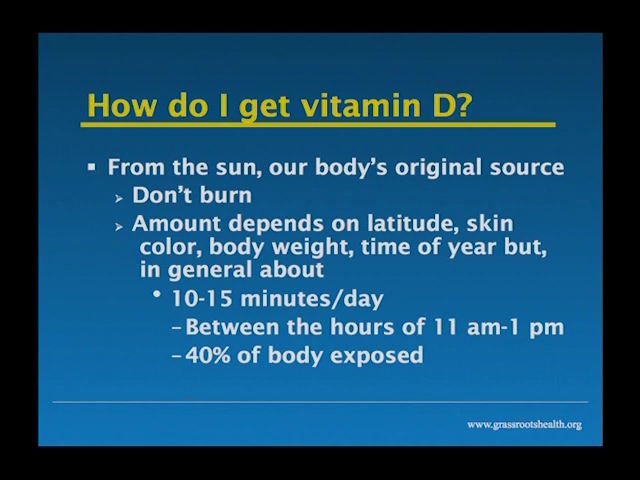 How do I get vitamin D?
▪ From the sun, our body's original source
➢ Don't burn
➢ Amount depends on latitude, skin
color, body weight, time of year but,
in general about
• 10-15 minutes/day
–Between the hours of 11 am-1 pm
–40% of body exposed
www.grassrootshealth.org